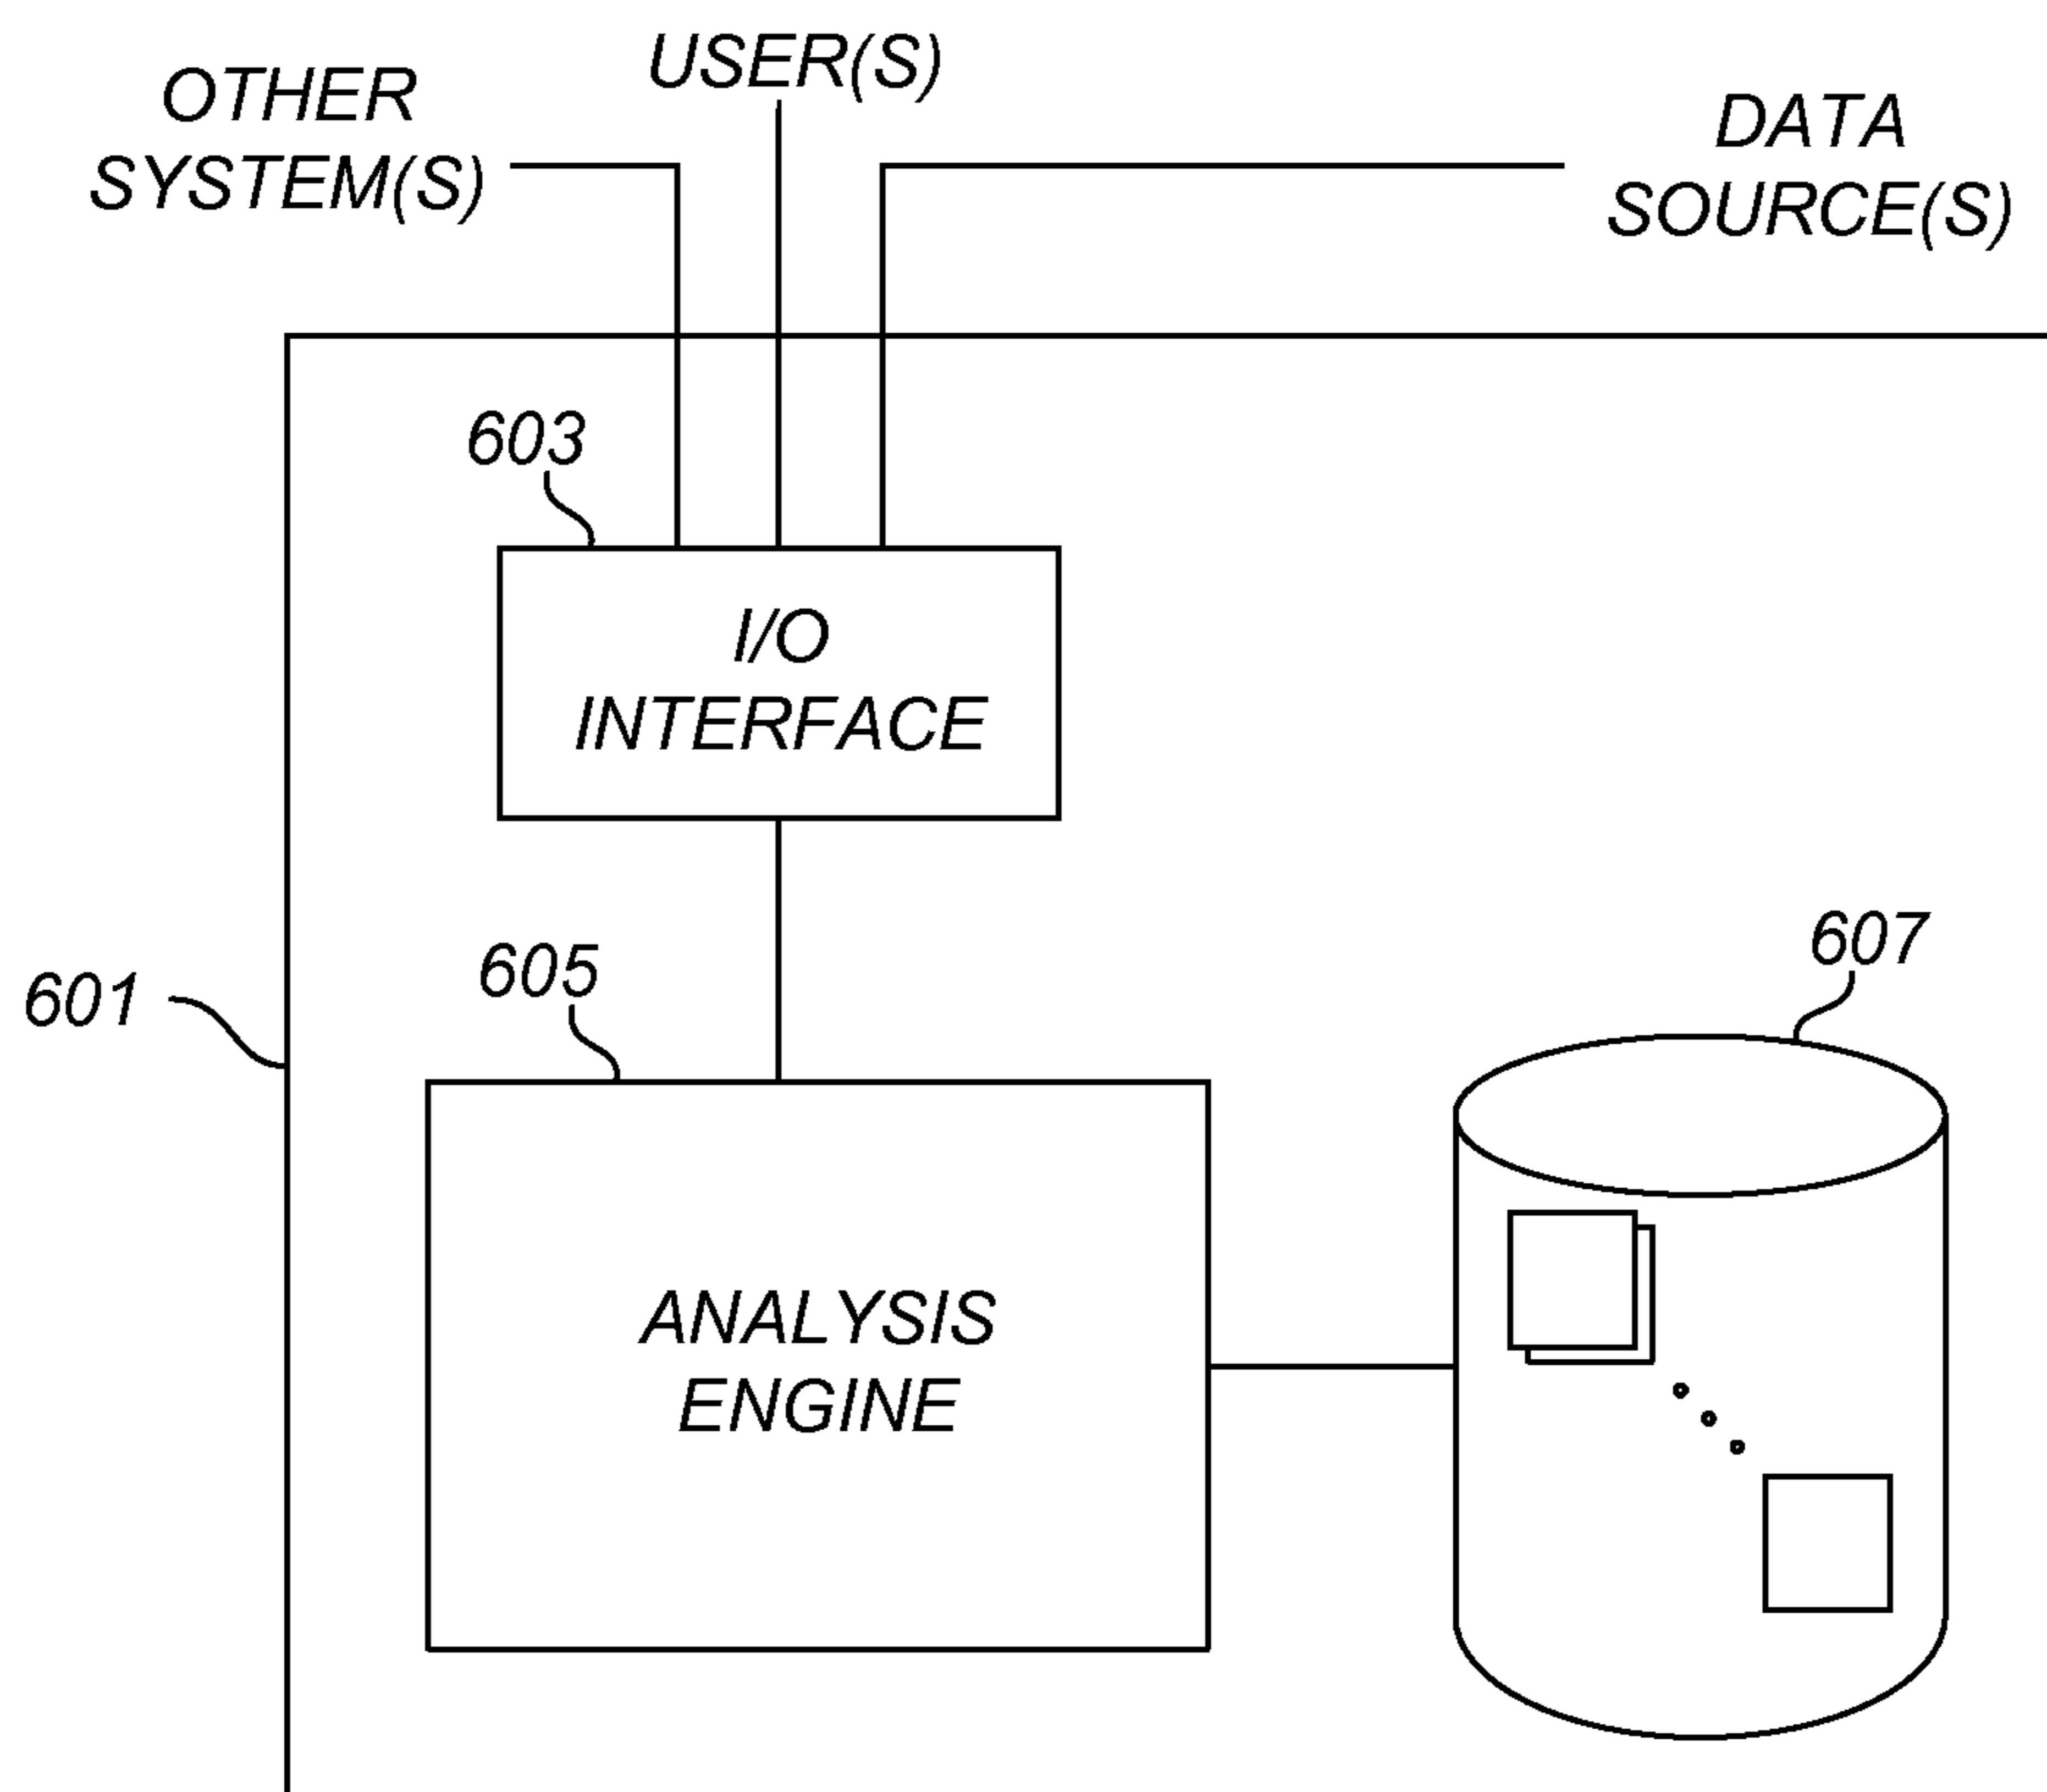 OTHER
SYSTEM(S)
USER(S)
DATA
SOURCE(S)
603
I/O
INTERFACE
605
601
607
ANALYSIS
ENGINE